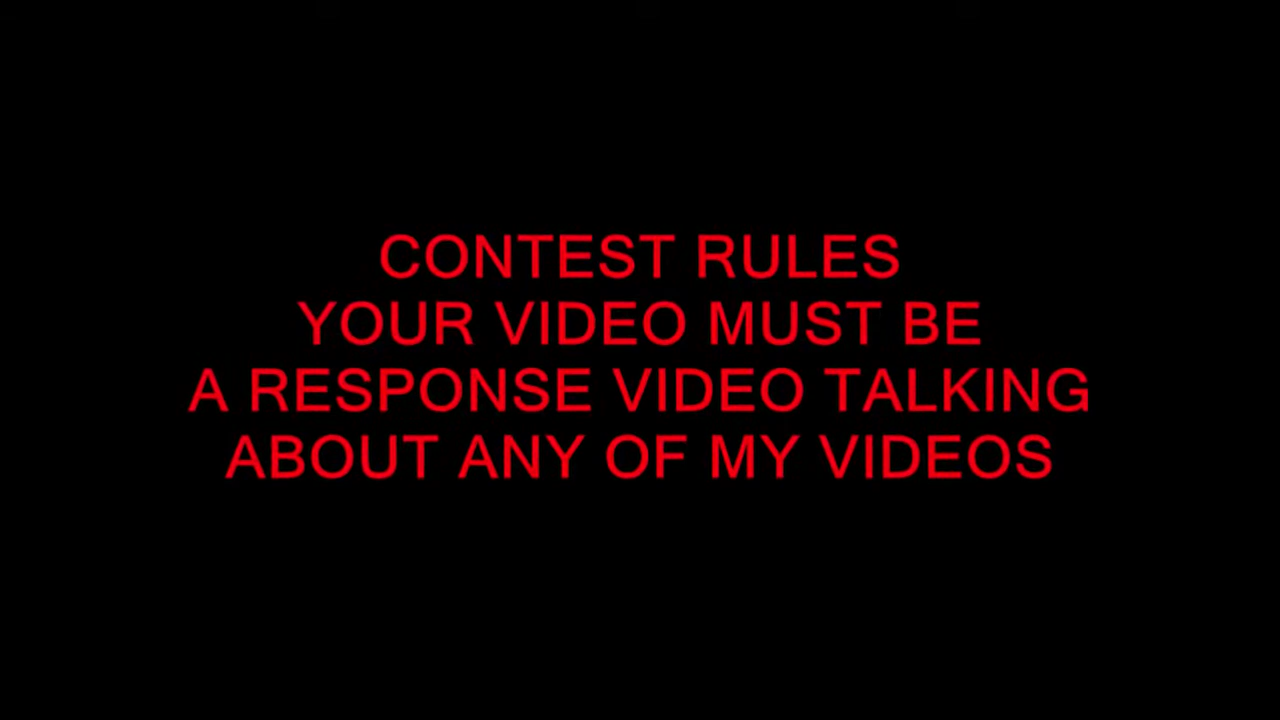 CONTEST RULES
YOUR VIDEO MUST BE
A RESPONSE VIDEO TALKING
ABOUT ANY OF MY VIDEOS